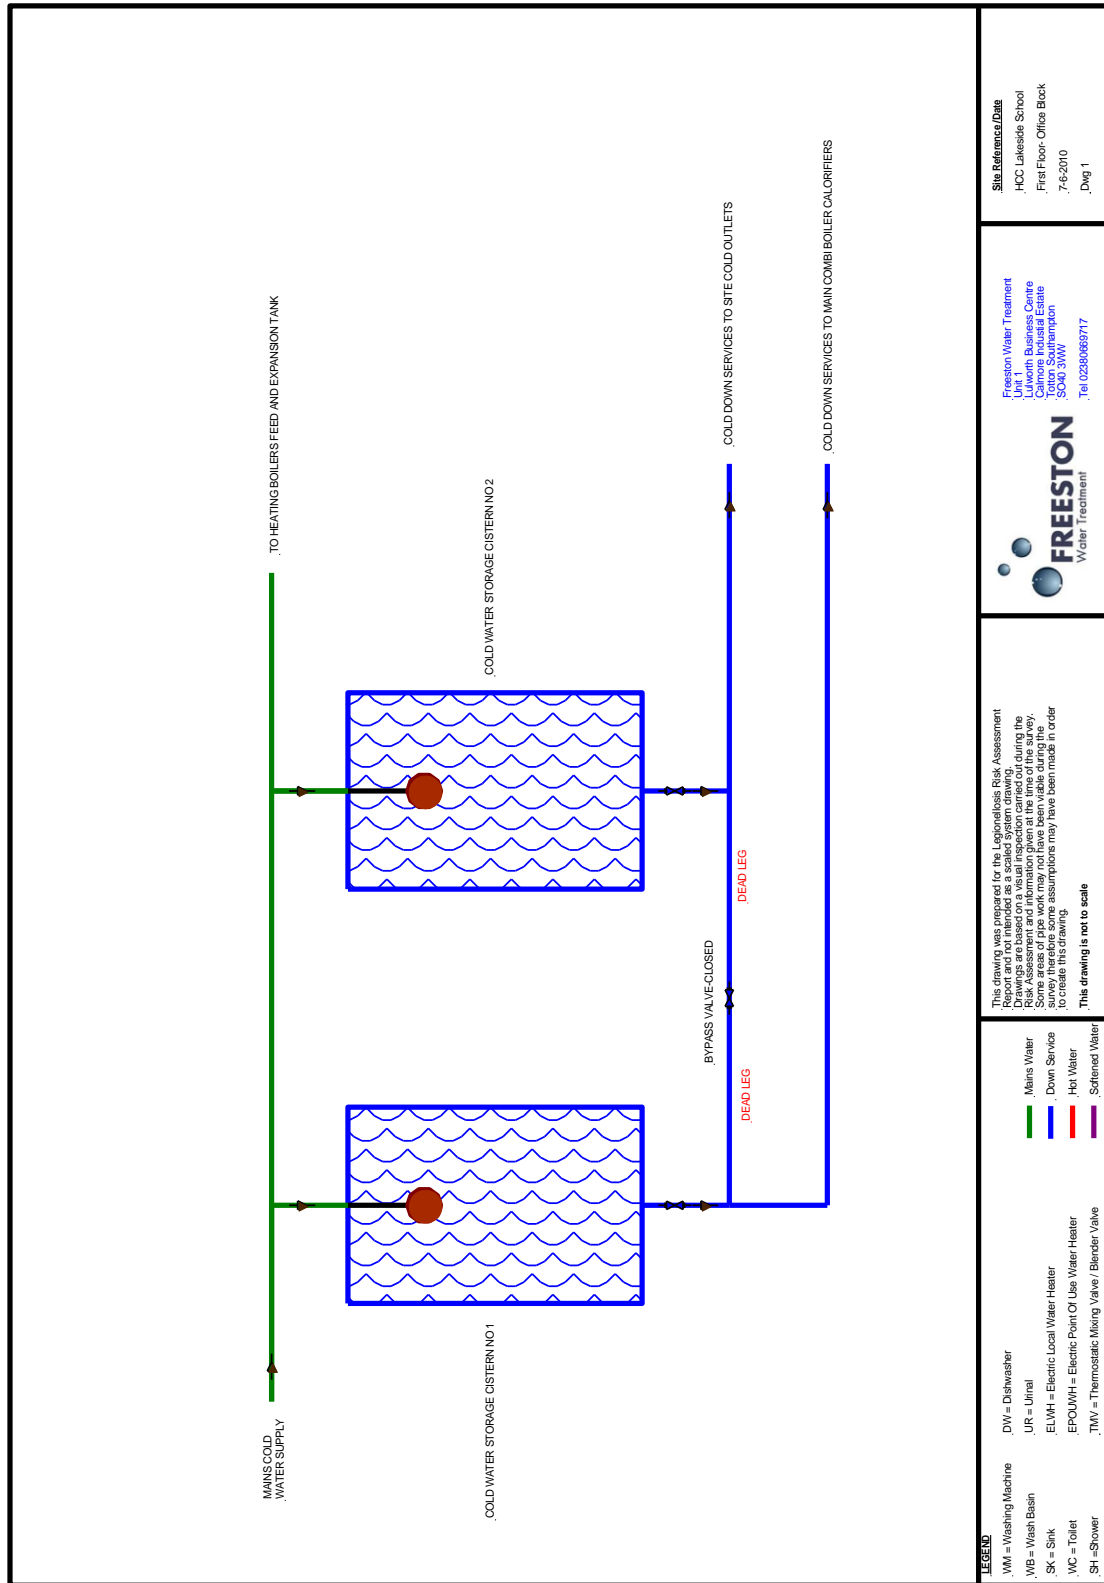 MAINS COLD
WATER SUPPLY
TO HEATING BOILERS FEED AND EXPANSION TANK
COLD WATER STORAGE CISTERN NO1
COLD WATER STORAGE CISTERN NO2
DEAD LEG
BYPASS VALVE-CLOSED
DEAD LEG
COLD DOWN SERVICES TO SITE COLD OUTLETS
COLD DOWN SERVICES TO MAIN COMBI BOILER CALORIFIERS
LEGEND
WM = Washing Machine
WB = Wash Basin
SK = Sink
WC = Toilet
SH =Shower
DW = Dishwasher
UR = Urinal
ELWH = Electric Local Water Heater
EPOUWH = Electric Point Of Use Water Heater
TMV = Thermostatic Mixing Valve / Blender Valve
Mains Water
Down Service
Hot Water
Softened Water
This drawing was prepared for the Legionellosis Risk Assessment
Report and not intended as a scaled system drawing.
Drawings are based on a visual inspection carried out during the
Risk Assessment and information given at the time of the survey.
Some areas of pipe work may not have been viable during the
survey therefore some assumptions may have been made in order
to create this drawing.
This drawing is not to scale
FREESTON
Water Treatment
Freeston Water Treatment
Unit 1
Lulworth Business Centre
Calmore Industial Estate
Totton Southampton
SO40 3WW
Tel 02380669717
Site Reference/Date
HCC Lakeside School
First Floor- Office Block
7-6-2010
Dwg 1